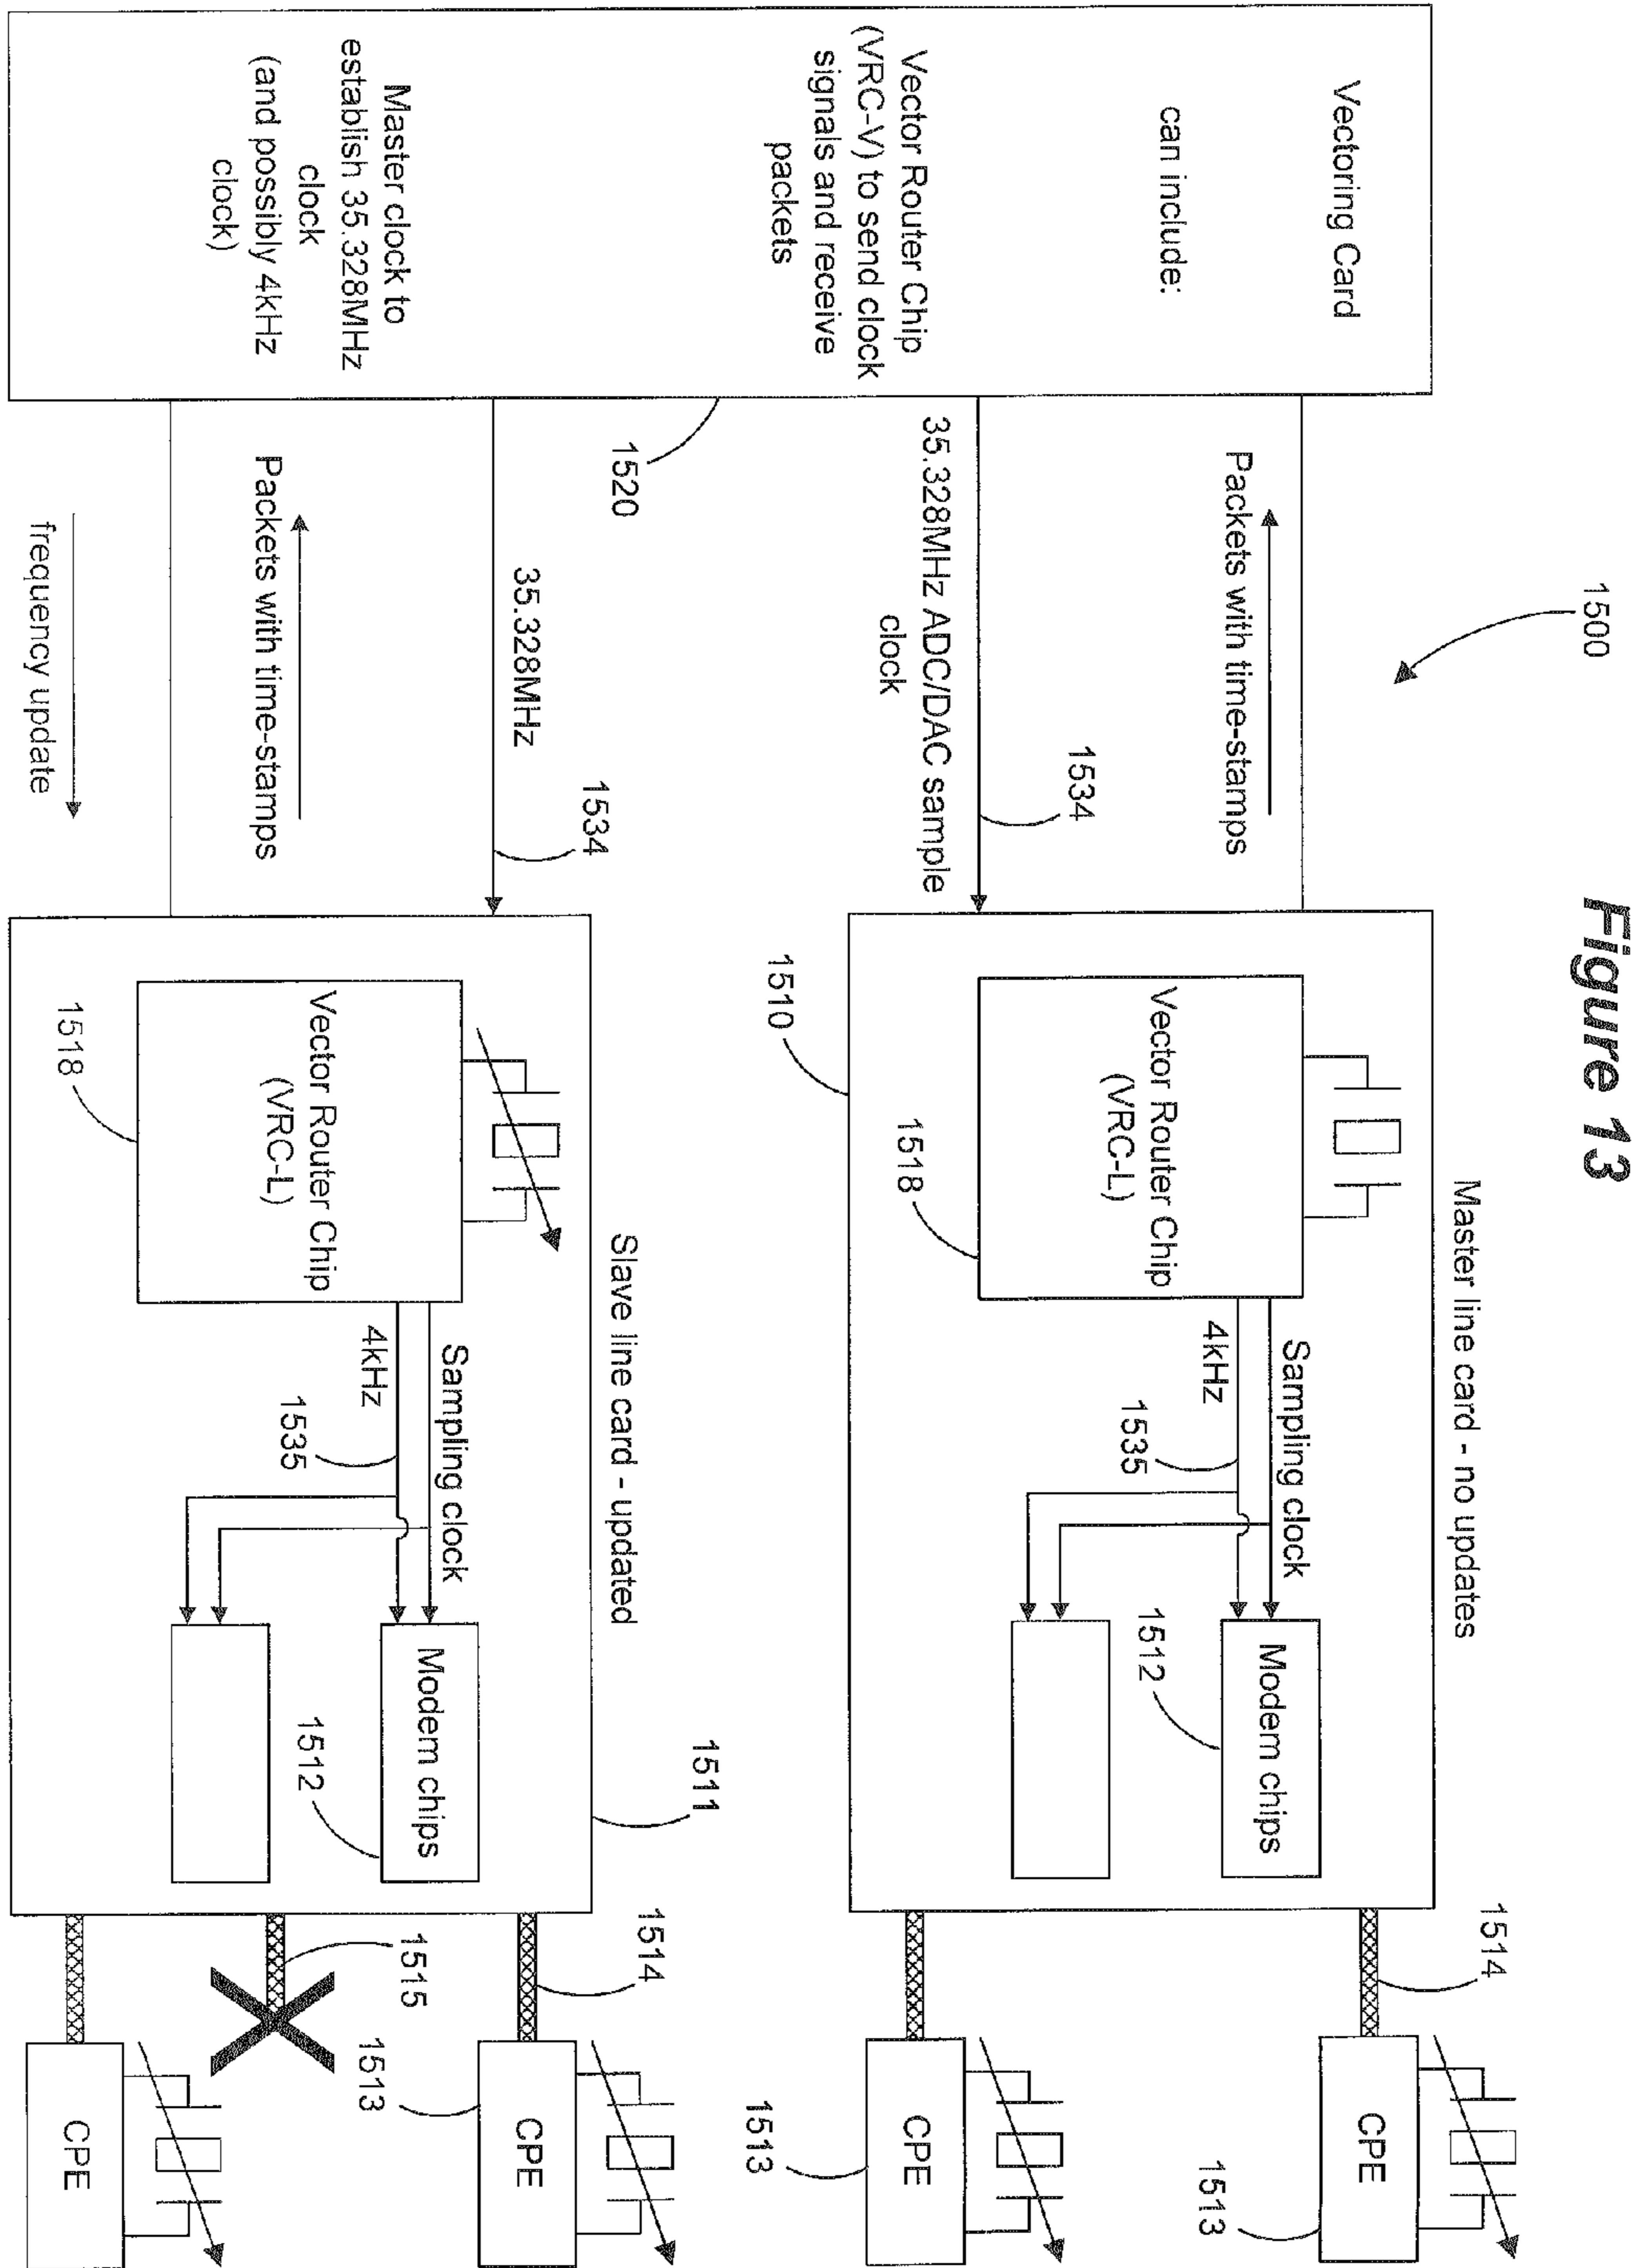 Figure 13
1500
Vectoring Card
can include:
Vector Router Chip
(VRC-V) to send clock
signals and receive
packets
Master clock to
establish 35.328MHz
clock
(and possibly 4kHz
clock)
1520
Packets with time-stamps
1534
35.328MHz ADC/DAC sample
clock
1534
35.328MHz
Packets with time-stamps
frequency update
Master line card - no updates
Vector Router Chip
(VRC-L)
1518
1510
Sampling clock
4kHz
1535
Modem chips
1512
1514
CPE
1513
CPE
1513
Slave line card - updated
1511
Vector Router Chip
(VRC-L)
1518
Sampling clock
4kHz
1535
Modem chips
1512
1514
CPE
1513
1515
CPE